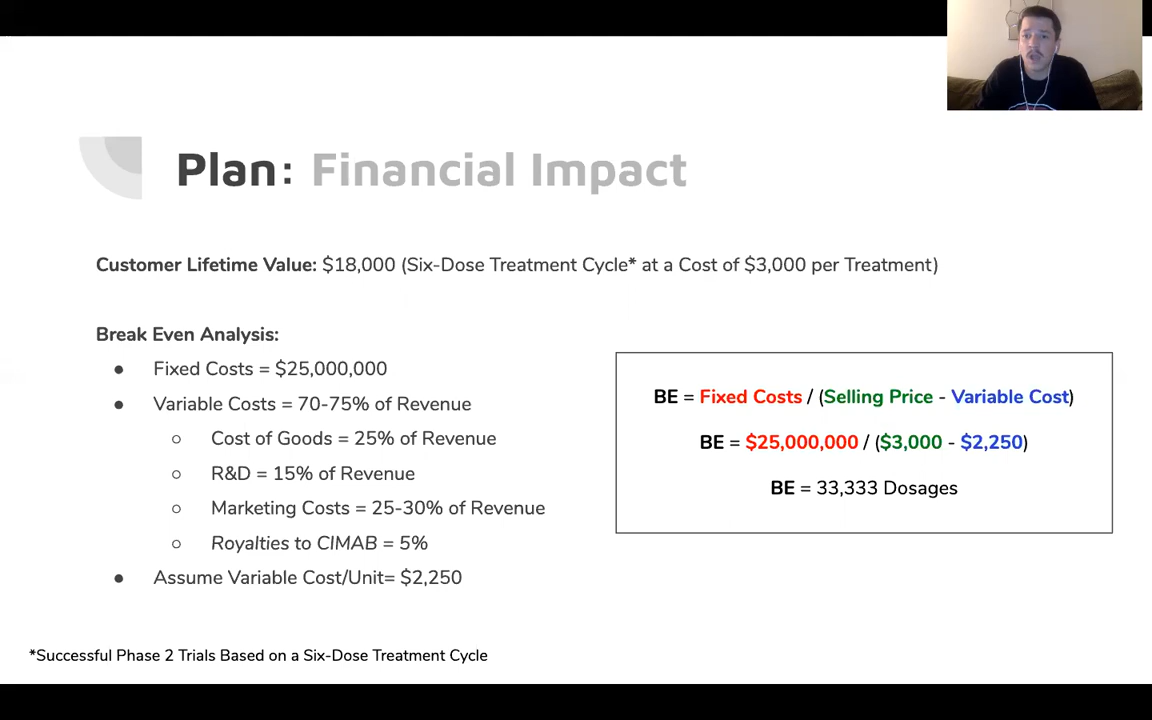 Plan: Financial Impact
Customer Lifetime Value: $18,000 (Six-Dose Treatment Cycle* at a Cost of $3,000 per Treatment)
Break Even Analysis:
● Fixed Costs = $25,000,000
● Variable Costs = 70-75% of Revenue
○ Cost of Goods = 25% of Revenue
○ R&D = 15% of Revenue
○ Marketing Costs = 25-30% of Revenue
○ Royalties to CIMAB = 5%
● Assume Variable Cost/Unit= $2,250
BE = Fixed Costs / (Selling Price - Variable Cost)
BE = $25,000,000 / ($3,000 - $2,250)
BE = 33,333 Dosages
*Successful Phase 2 Trials Based on a Six-Dose Treatment Cycle